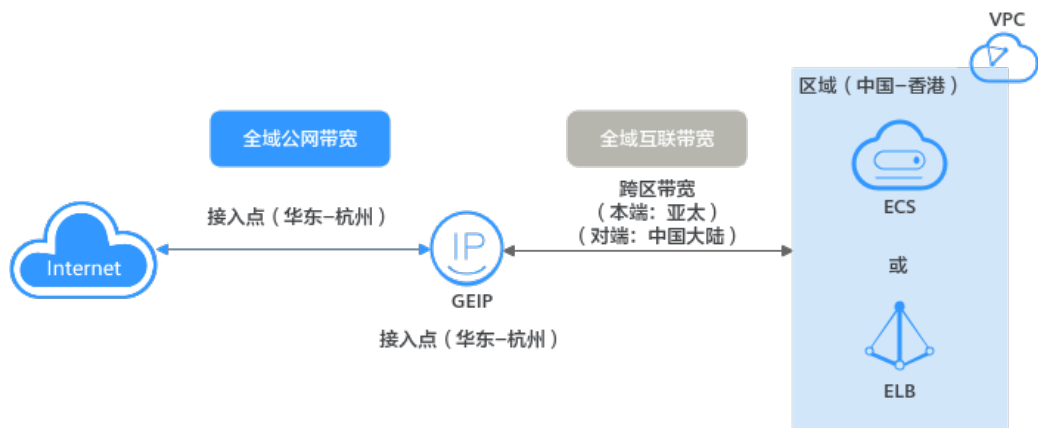 VPC
区域（中国–香港）
全域公网带宽
全域互联带宽
跨区带宽
（本端：亚太）
（对端：中国大陆）
接入点（华东–杭州）
Internet
IP
GEIP
接入点（华东–杭州）
ECS
或
ELB